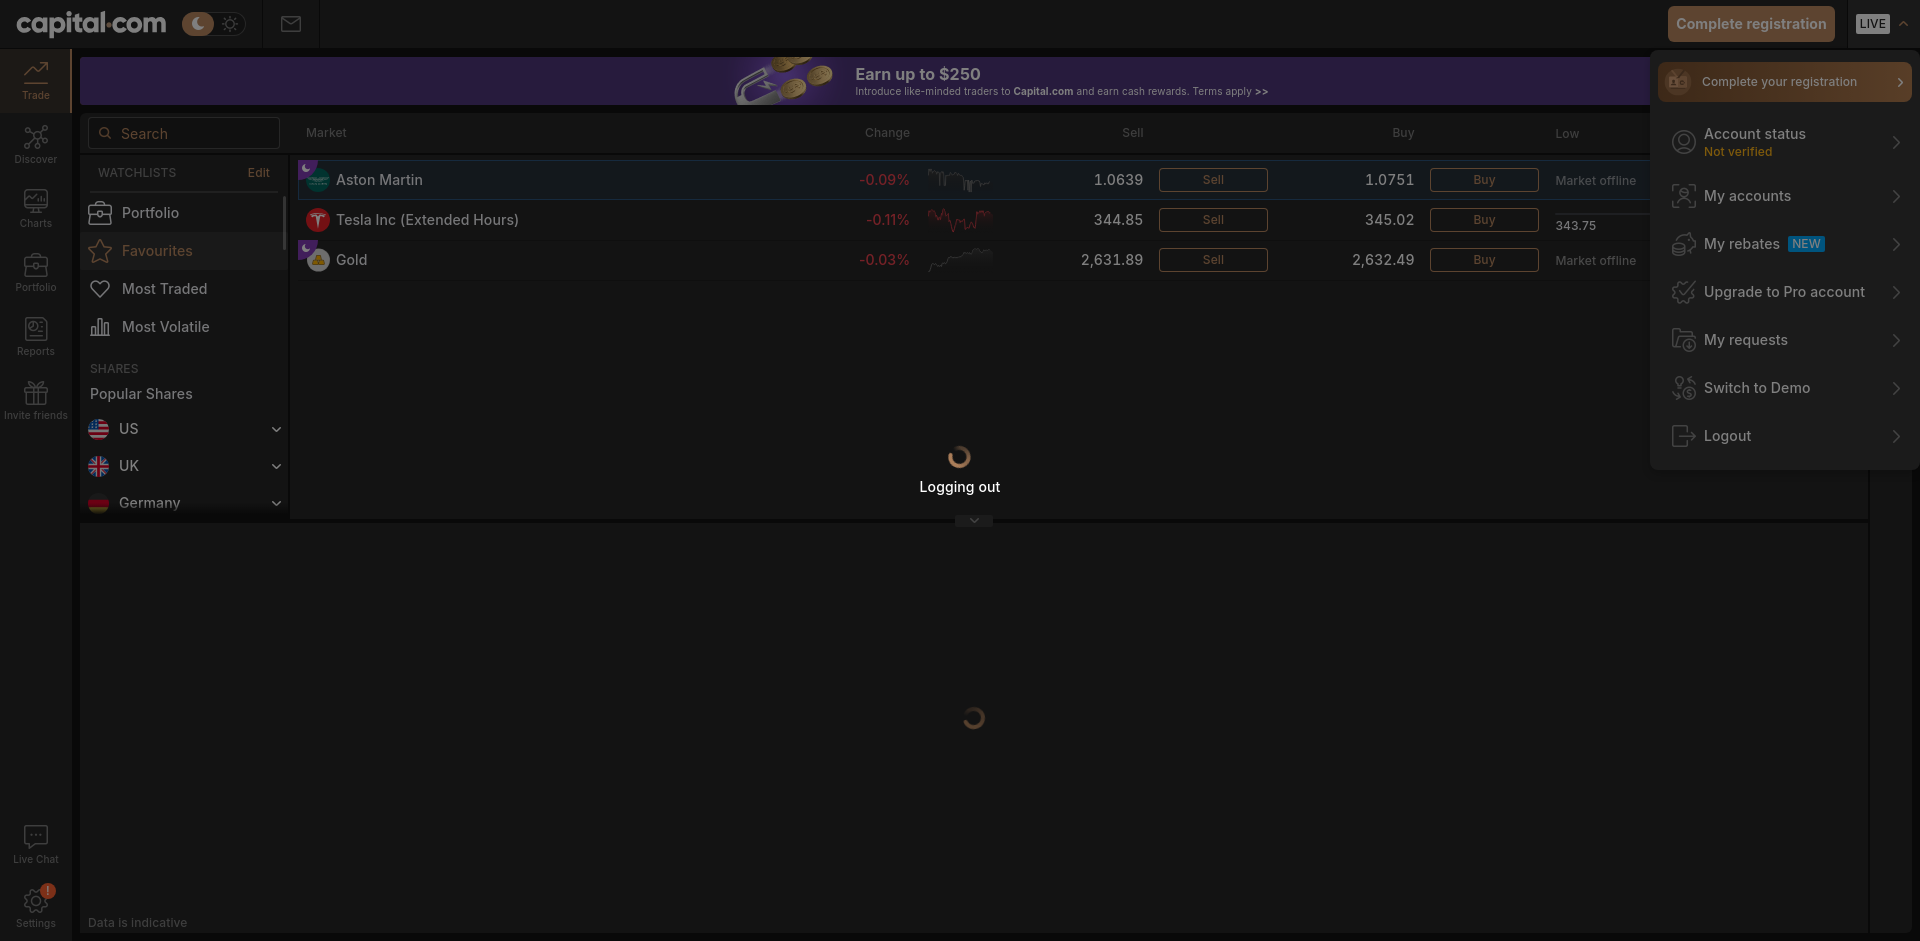 capital.com
Complete registration
LIVE
Trade
Discover
Charts
Portfolio
Reports
Invite friends
Live Chat
!
Settings
Earn up to $250
Introduce like-minded traders to Capital.com and earn cash rewards. Terms apply >>
Search
WATCHLISTS
Edit
Portfolio
Favourites
Most Traded
Most Volatile
SHARES
Popular Shares
US
UK
Germany
Market Change Sell Buy Low
Aston Martin -0.09% 1.0639 Sell 1.0751 Buy Market offline
Tesla Inc (Extended Hours) -0.11% 344.85 Sell 345.02 Buy 343.75
Gold -0.03% 2,631.89 Sell 2,632.49 Buy Market offline
Logging out
Data is indicative
Complete your registration
Account status
Not verified
My accounts
My rebates NEW
Upgrade to Pro account
My requests
Switch to Demo
Logout